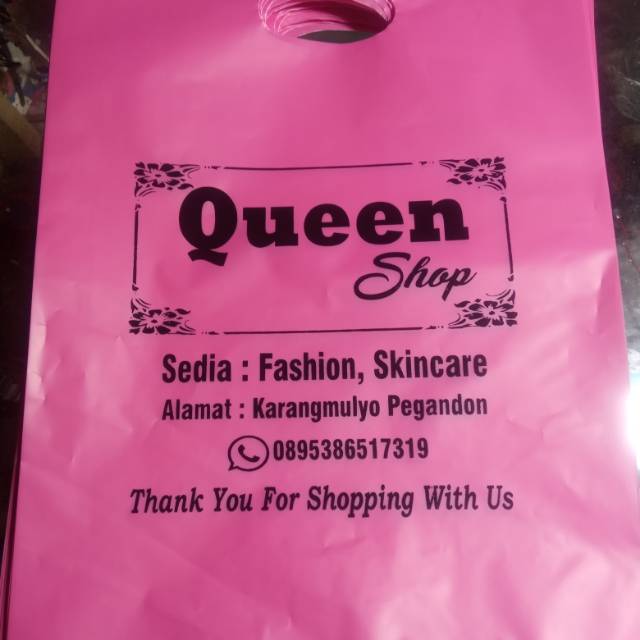 Queen
Shop
Sedia : Fashion, Skincare
Alamat : Karangmulyo Pegandon
0895386517319
Thank You For Shopping With Us